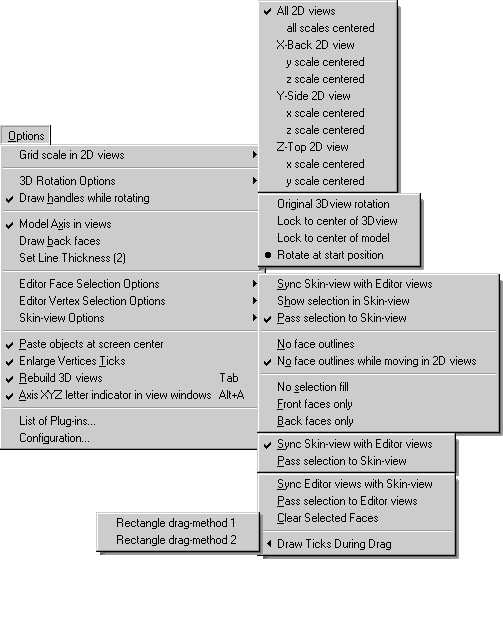 Options
Grid scale in 2D views
3D Rotation Options
Draw handles while rotating
Model Axis in views
Draw back faces
Set Line Thickness (2)
Editor Face Selection Options
Editor Vertex Selection Options
Skin-view Options
Paste objects at screen center
Enlarge Vertices Ticks
Rebuild 3D views Tab
Axis XYZ letter indicator in view windows Alt+A
List of Plug-ins...
Configuration...
All 2D views
all scales centered
X-Back 2D view
y scale centered
z scale centered
Y-Side 2D view
x scale centered
z scale centered
Z-Top 2D view
x scale centered
y scale centered
Original 3Dview rotation
Lock to center of 3Dview
Lock to center of model
Rotate at start position
Sync Skin-view with Editor views
Show selection in Skin-view
Pass selection to Skin-view
No face outlines
No face outlines while moving in 2D views
No selection fill
Front faces only
Back faces only
Sync Skin-view with Editor views
Pass selection to Skin-view
Sync Editor views with Skin-view
Pass selection to Editor views
Clear Selected Faces
Draw Ticks During Drag
Rectangle drag-method 1
Rectangle drag-method 2